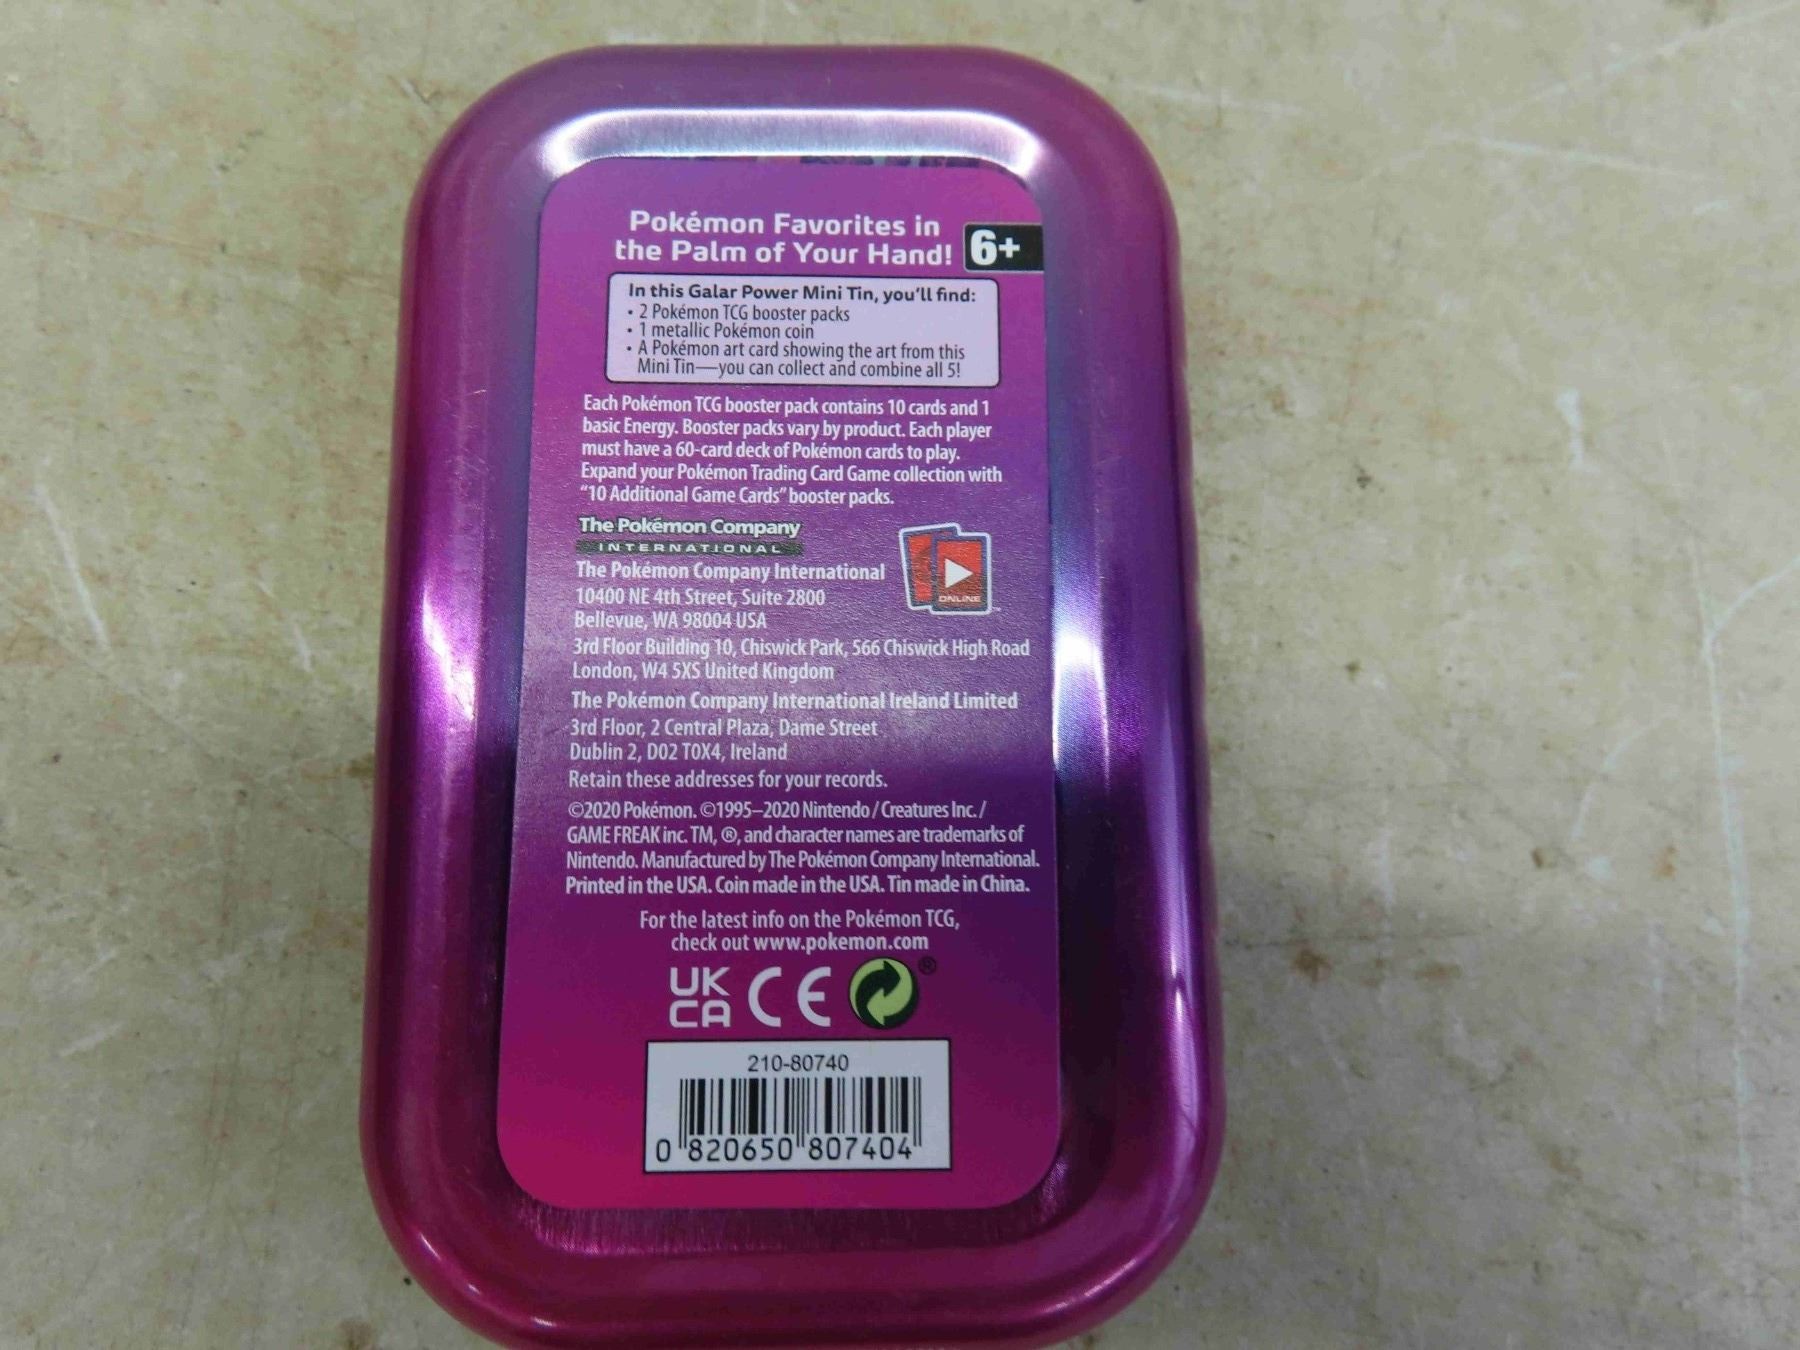 Pokémon Favorites in
the Palm of Your Hand!
6+
In this Galar Power Mini Tin, you'll find:
• 2 Pokémon TCG booster packs
• 1 metallic Pokémon coin
• A Pokémon art card showing the art from this
Mini Tin—you can collect and combine all 5!
Each Pokémon TCG booster pack contains 10 cards and 1
basic Energy. Booster packs vary by product. Each player
must have a 60-card deck of Pokémon cards to play.
Expand your Pokémon Trading Card Game collection with
"10 Additional Game Cards" booster packs.
The Pokémon Company
INTERNATIONAL
ONLINE
™
The Pokémon Company International
10400 NE 4th Street, Suite 2800
Bellevue, WA 98004 USA
3rd Floor Building 10, Chiswick Park, 566 Chiswick High Road
London, W4 5XS United Kingdom
The Pokémon Company International Ireland Limited
3rd Floor, 2 Central Plaza, Dame Street
Dublin 2, D02 T0X4, Ireland
Retain these addresses for your records.
©2020 Pokémon. ©1995–2020 Nintendo / Creatures Inc. /
GAME FREAK inc. TM, ®, and character names are trademarks of
Nintendo. Manufactured by The Pokémon Company International.
Printed in the USA. Coin made in the USA. Tin made in China.
For the latest info on the Pokémon TCG,
check out www.pokemon.com
UK
CA
CE
®
210-80740
0 820650 807404